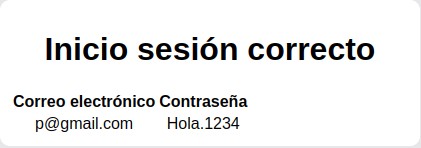 Inicio sesión correcto
Correo electrónico Contraseña
p@gmail.com Hola.1234